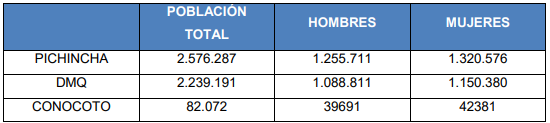 POBLACIÓN TOTAL HOMBRES MUJERES
PICHINCHA 2.576.287 1.255.711 1.320.576
DMQ 2.239.191 1.088.811 1.150.380
CONOCOTO 82.072 39691 42381